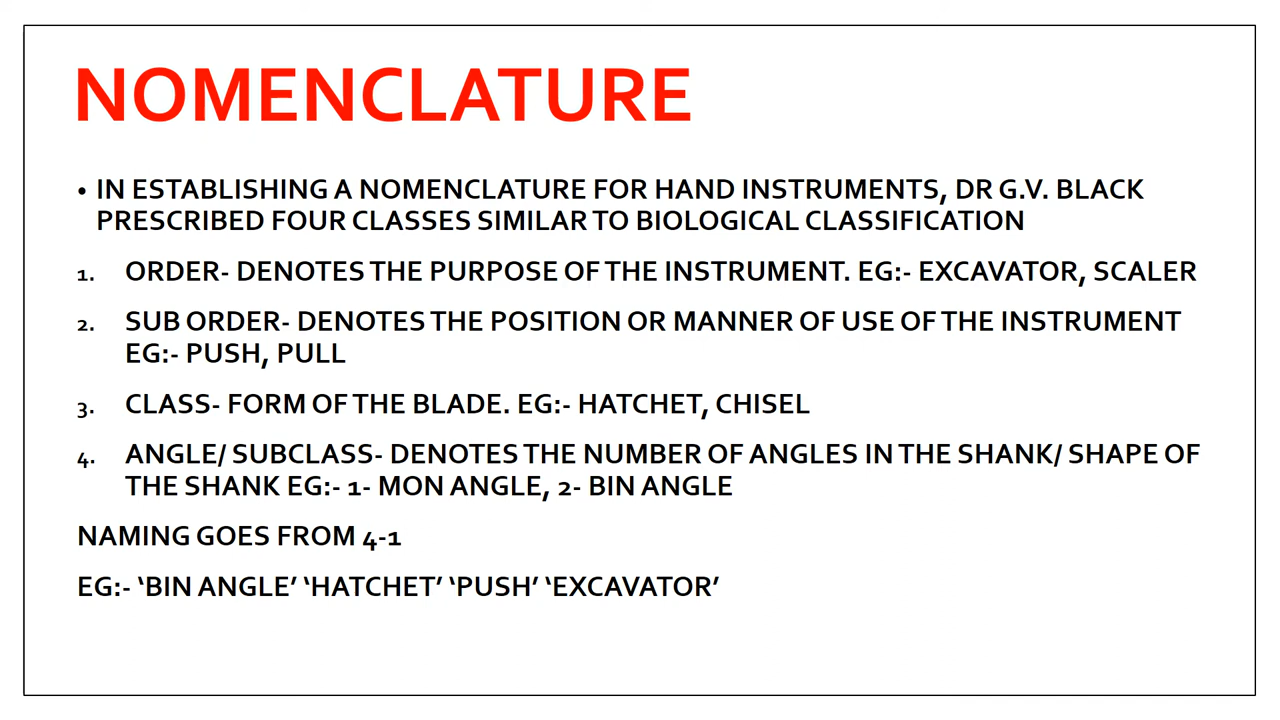 NOMENCLATURE
• IN ESTABLISHING A NOMENCLATURE FOR HAND INSTRUMENTS, DR G.V. BLACK
PRESCRIBED FOUR CLASSES SIMILAR TO BIOLOGICAL CLASSIFICATION
1. ORDER- DENOTES THE PURPOSE OF THE INSTRUMENT. EG:- EXCAVATOR, SCALER
2. SUB ORDER- DENOTES THE POSITION OR MANNER OF USE OF THE INSTRUMENT
EG:- PUSH, PULL
3. CLASS- FORM OF THE BLADE. EG:- HATCHET, CHISEL
4. ANGLE/ SUBCLASS- DENOTES THE NUMBER OF ANGLES IN THE SHANK/ SHAPE OF
THE SHANK EG:- 1- MON ANGLE, 2- BIN ANGLE
NAMING GOES FROM 4-1
EG:- ‘BIN ANGLE’ ‘HATCHET’ ‘PUSH’ ‘EXCAVATOR’